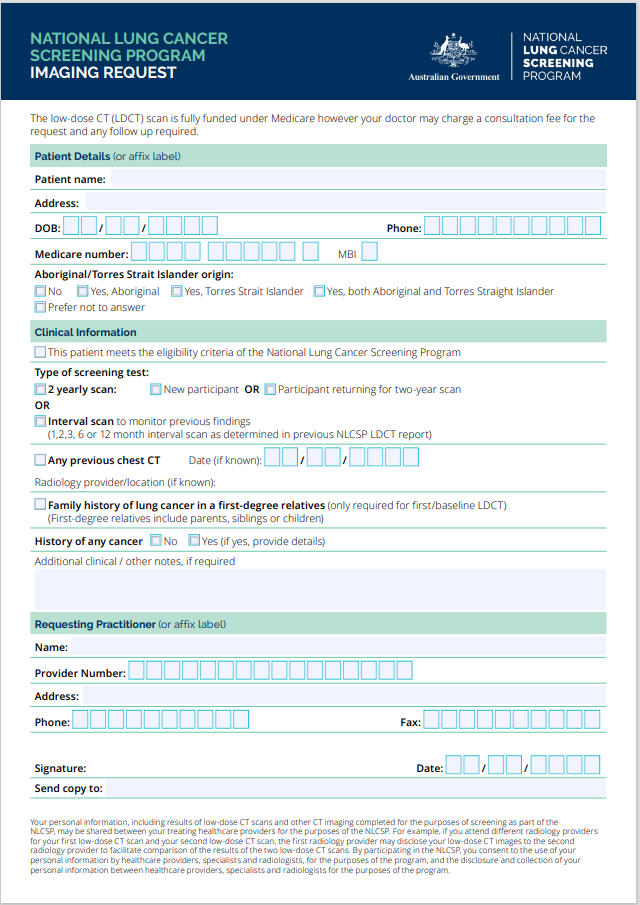 NATIONAL LUNG CANCER
SCREENING PROGRAM
IMAGING REQUEST
Australian Government
NATIONAL
LUNG CANCER
SCREENING
PROGRAM
The low-dose CT (LDCT) scan is fully funded under Medicare however your doctor may charge a consultation fee for the
request and any follow up required.
Patient Details (or affix label)
Patient name:
Address:
DOB: / / Phone:
Medicare number: MBI
Aboriginal/Torres Strait Islander origin:
No Yes, Aboriginal Yes, Torres Strait Islander Yes, both Aboriginal and Torres Straight Islander
Prefer not to answer
Clinical Information
This patient meets the eligibility criteria of the National Lung Cancer Screening Program
Type of screening test:
2 yearly scan: New participant OR Participant returning for two-year scan
OR
Interval scan to monitor previous findings
(1,2,3, 6 or 12 month interval scan as determined in previous NLCSP LDCT report)
Any previous chest CT Date (if known): / /
Radiology provider/location (if known):
Family history of lung cancer in a first-degree relatives (only required for first/baseline LDCT)
(First-degree relatives include parents, siblings or children)
History of any cancer No Yes (if yes, provide details)
Additional clinical / other notes, if required
Requesting Practitioner (or affix label)
Name:
Provider Number:
Address:
Phone: Fax:
Signature: Date: / /
Send copy to:
Your personal information, including results of low-dose CT scans and other CT imaging completed for the purposes of screening as part of the
NLCSP, may be shared between your treating healthcare providers for the purposes of the NLCSP. For example, if you attend different radiology providers
for your first low-dose CT scan and your second low-dose CT scan, the first radiology provider may disclose your low-dose CT images to the second
radiology provider to facilitate comparison of the results of the two low-dose CT scans. By participating in the NLCSP, you consent to the use of your
personal information by healthcare providers, specialists and radiologists, for the purposes of the program, and the disclosure and collection of your
personal information between healthcare providers, specialists and radiologists for the purposes of the program.